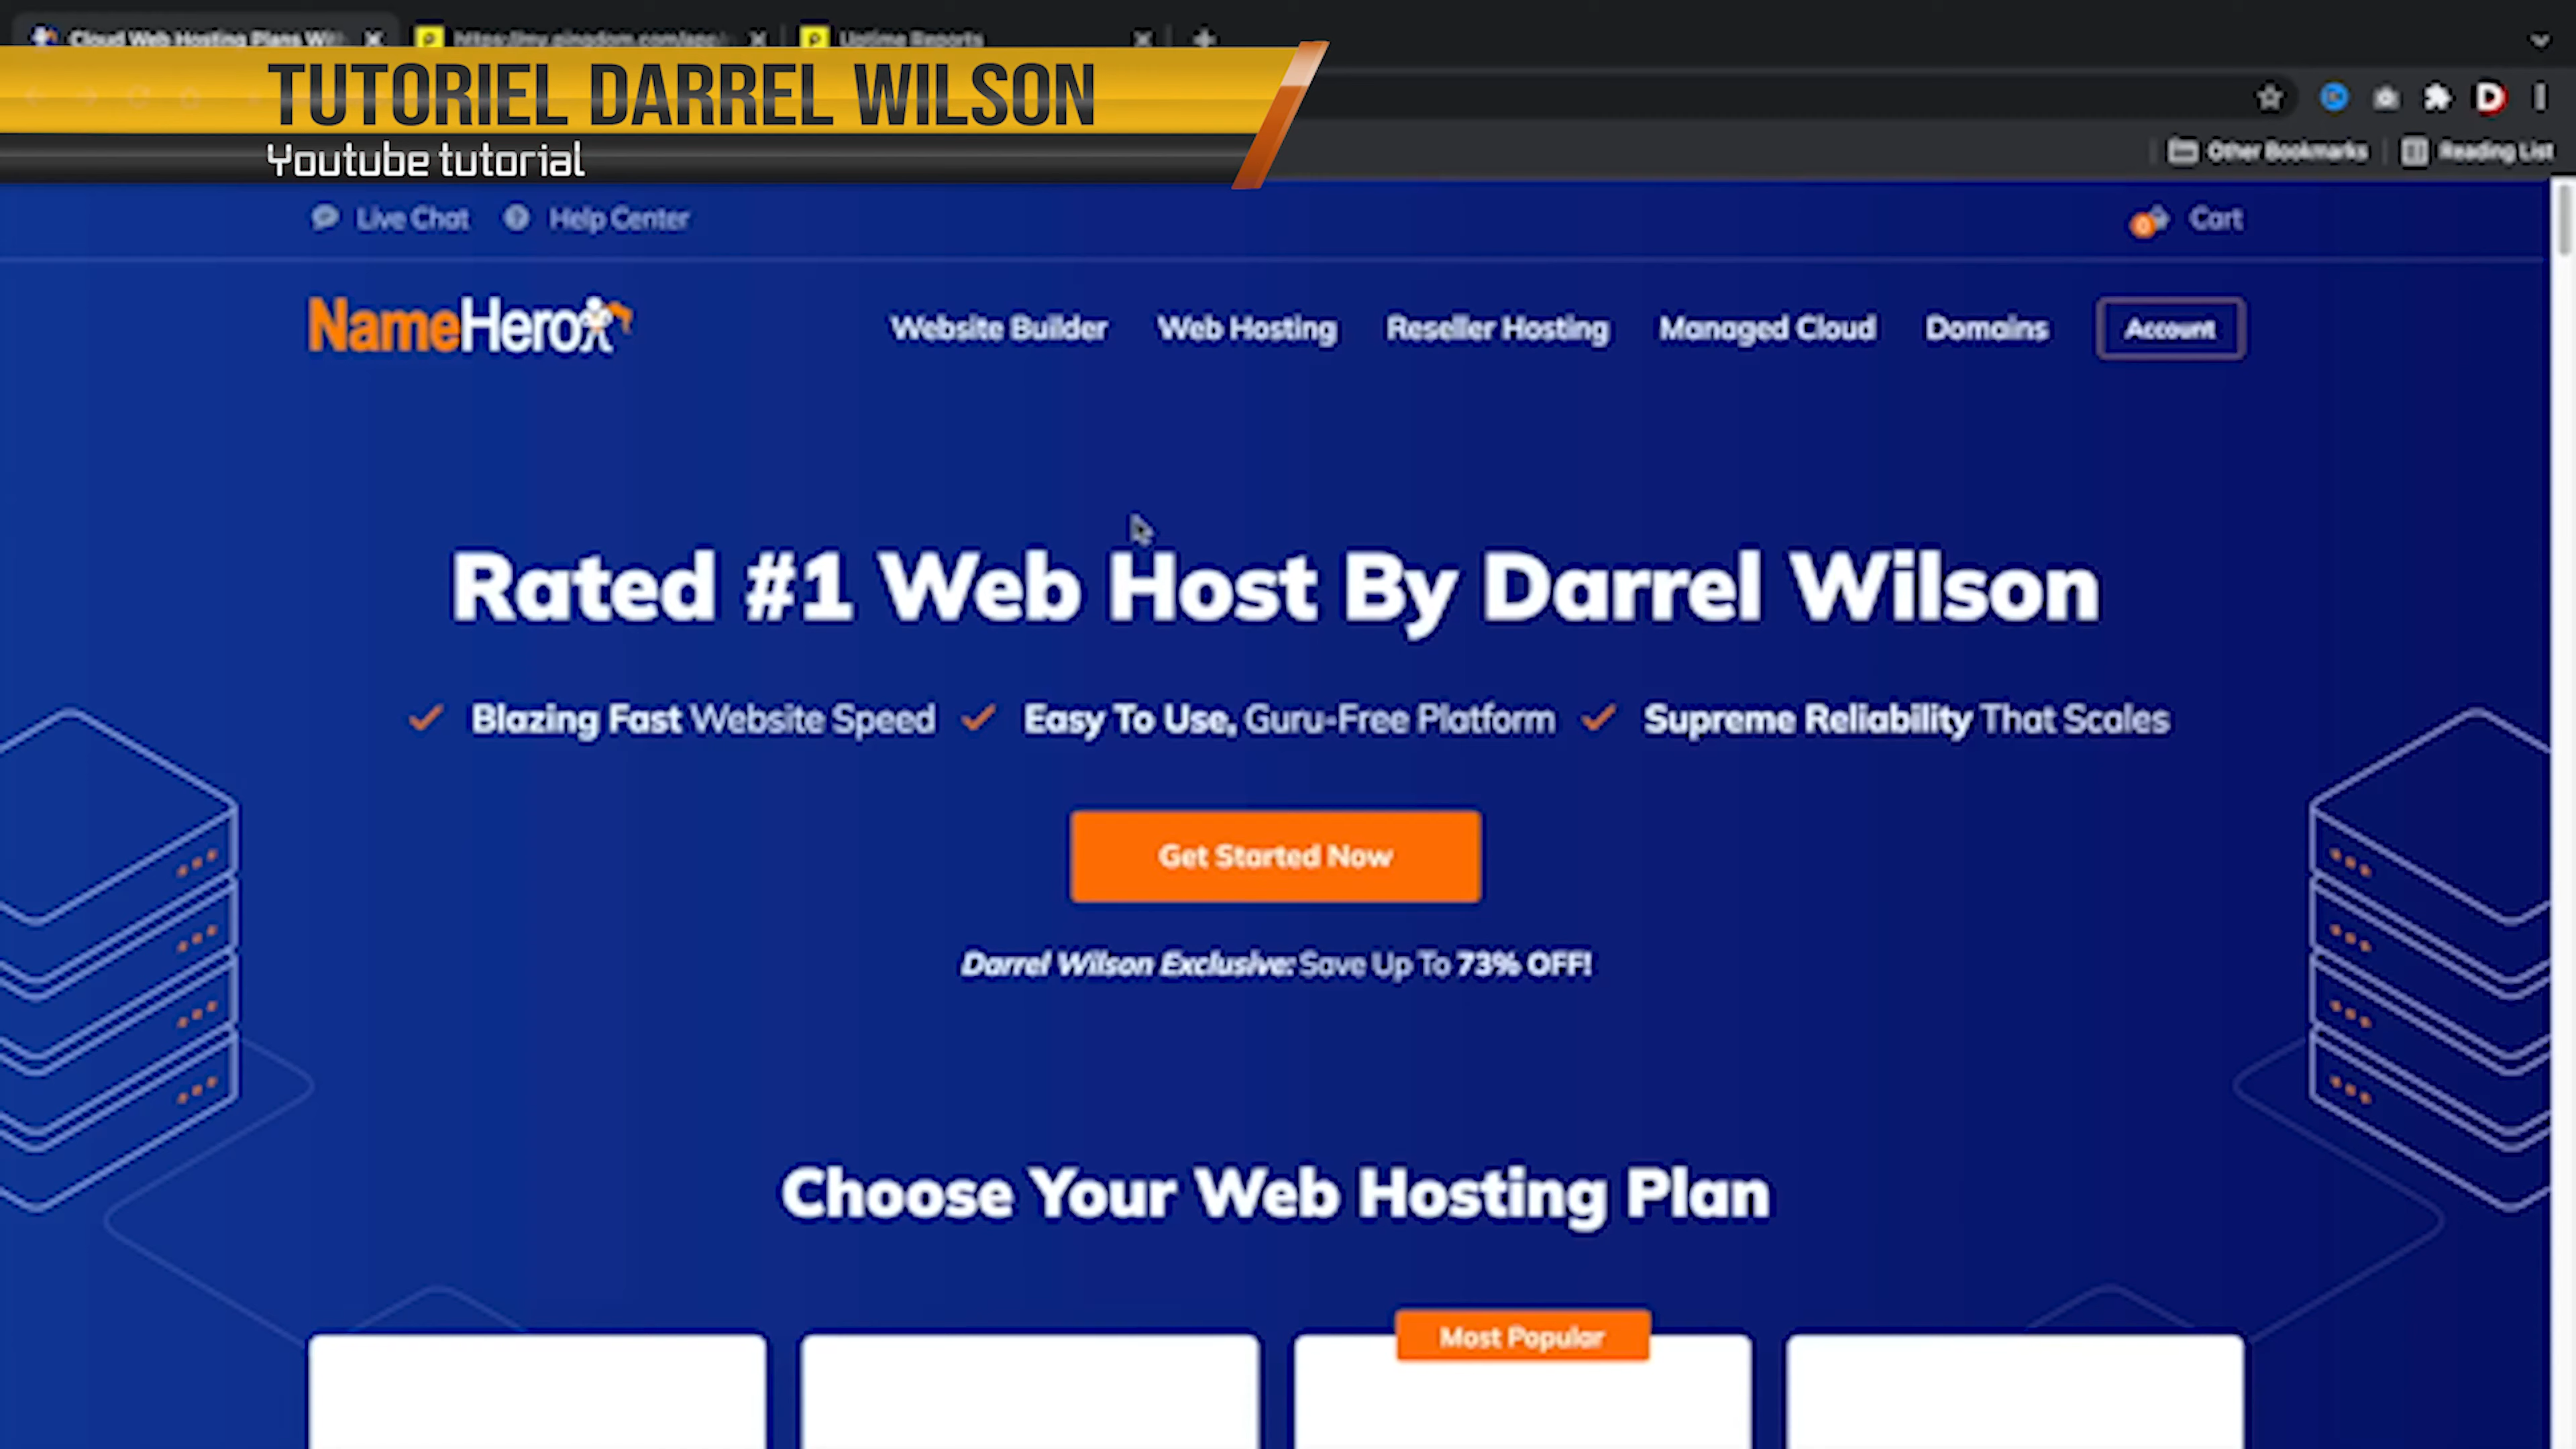 Cloud Web Hosting Plans Wit
https://my.pingdom.com/app/
Uptime Reports
TUTORIEL DARREL WILSON
Youtube tutorial
Other Bookmarks
Reading List
Live Chat
Help Center
0 Cart
NameHero
Website Builder
Web Hosting
Reseller Hosting
Managed Cloud
Domains
Account
Rated #1 Web Host By Darrel Wilson
Blazing Fast Website Speed
Easy To Use, Guru-Free Platform
Supreme Reliability That Scales
Get Started Now
Darrel Wilson Exclusive: Save Up To 73% OFF!
Choose Your Web Hosting Plan
Most Popular